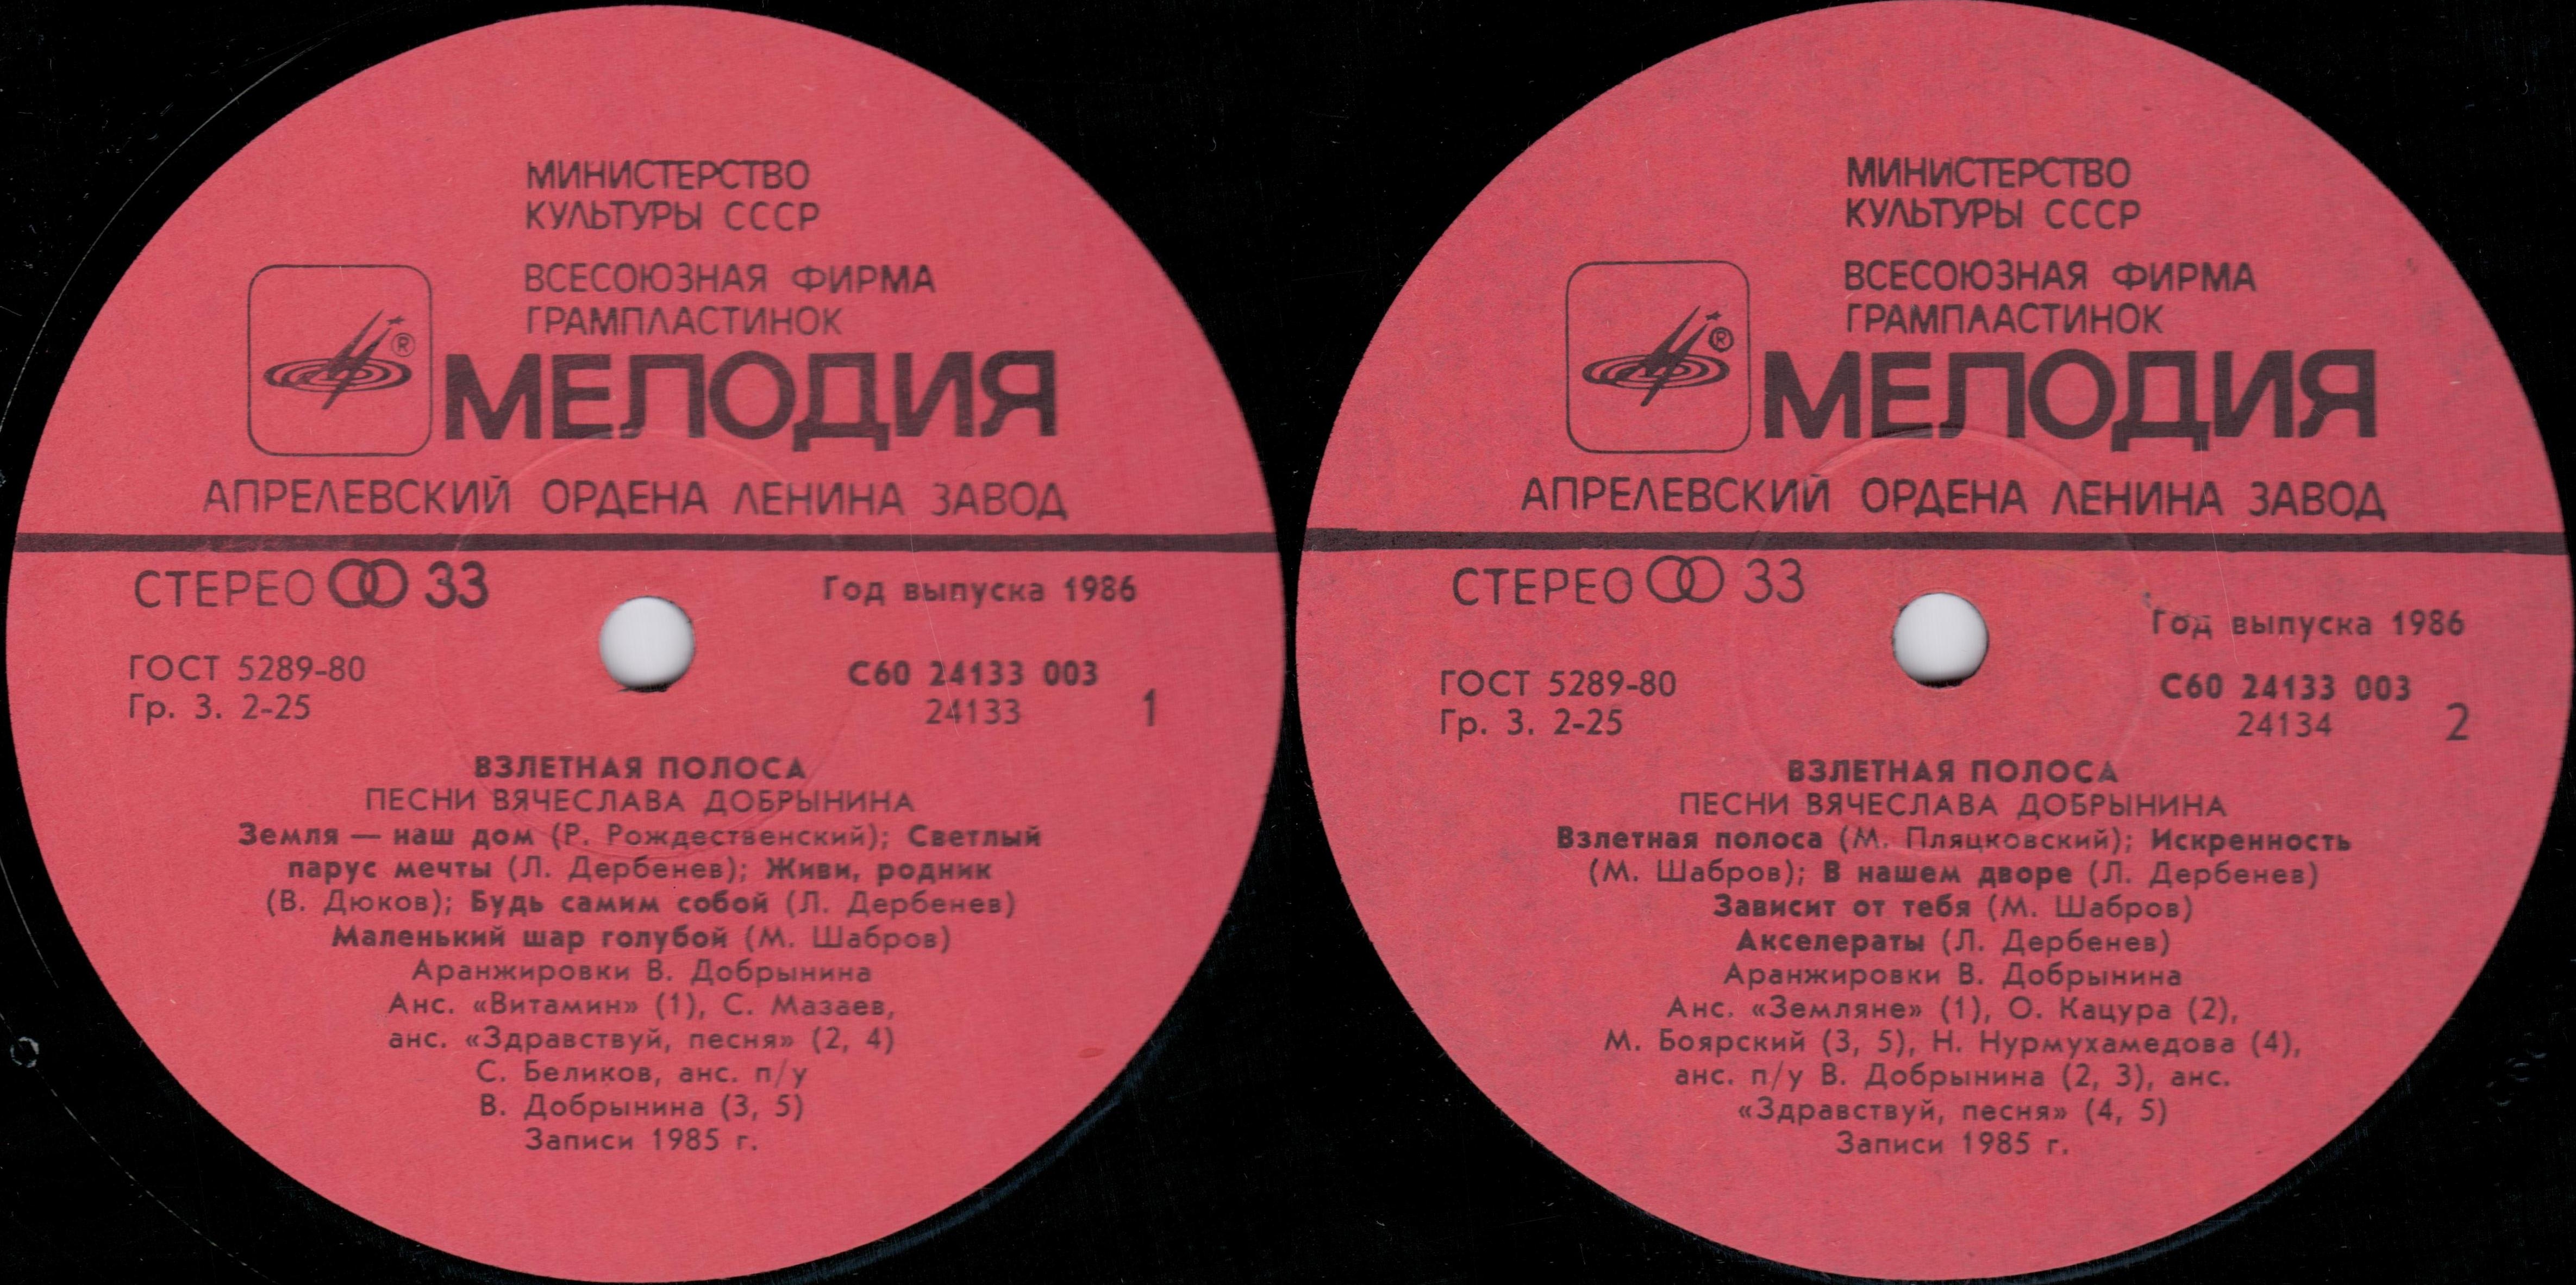 МИНИСТЕРСТВО
КУЛЬТУРЫ СССР
ВСЕСОЮЗНАЯ ФИРМА
ГРАМПЛАСТИНОК
®
МЕЛОДИЯ
АПРЕЛЕВСКИЙ ОРДЕНА ЛЕНИНА ЗАВОД
СТЕРЕО 33
Год выпуска 1986
ГОСТ 5289-80
Гр. 3. 2-25
С60 24133 003
24133
1
ВЗЛЕТНАЯ ПОЛОСА
ПЕСНИ ВЯЧЕСЛАВА ДОБРЫНИНА
Земля — наш дом (Р. Рождественский); Светлый
парус мечты (Л. Дербенев); Живи, родник
(В. Дюков); Будь самим собой (Л. Дербенев)
Маленький шар голубой (М. Шабров)
Аранжировки В. Добрынина
Анс. «Витамин» (1), С. Мазаев,
анс. «Здравствуй, песня» (2, 4)
С. Беликов, анс. п/у
В. Добрынина (3, 5)
Записи 1985 г.
МИНИСТЕРСТВО
КУЛЬТУРЫ СССР
ВСЕСОЮЗНАЯ ФИРМА
ГРАМПЛАСТИНОК
®
МЕЛОДИЯ
АПРЕЛЕВСКИЙ ОРДЕНА ЛЕНИНА ЗАВОД
СТЕРЕО 33
Год выпуска 1986
ГОСТ 5289-80
Гр. 3. 2-25
С60 24133 003
24134
2
ВЗЛЕТНАЯ ПОЛОСА
ПЕСНИ ВЯЧЕСЛАВА ДОБРЫНИНА
Взлетная полоса (М. Пляцковский); Искренность
(М. Шабров); В нашем дворе (Л. Дербенев)
Зависит от тебя (М. Шабров)
Акселераты (Л. Дербенев)
Аранжировки В. Добрынина
Анс. «Земляне» (1), О. Кацура (2),
М. Боярский (3, 5), Н. Нурмухамедова (4),
анс. п/у В. Добрынина (2, 3), анс.
«Здравствуй, песня» (4, 5)
Записи 1985 г.